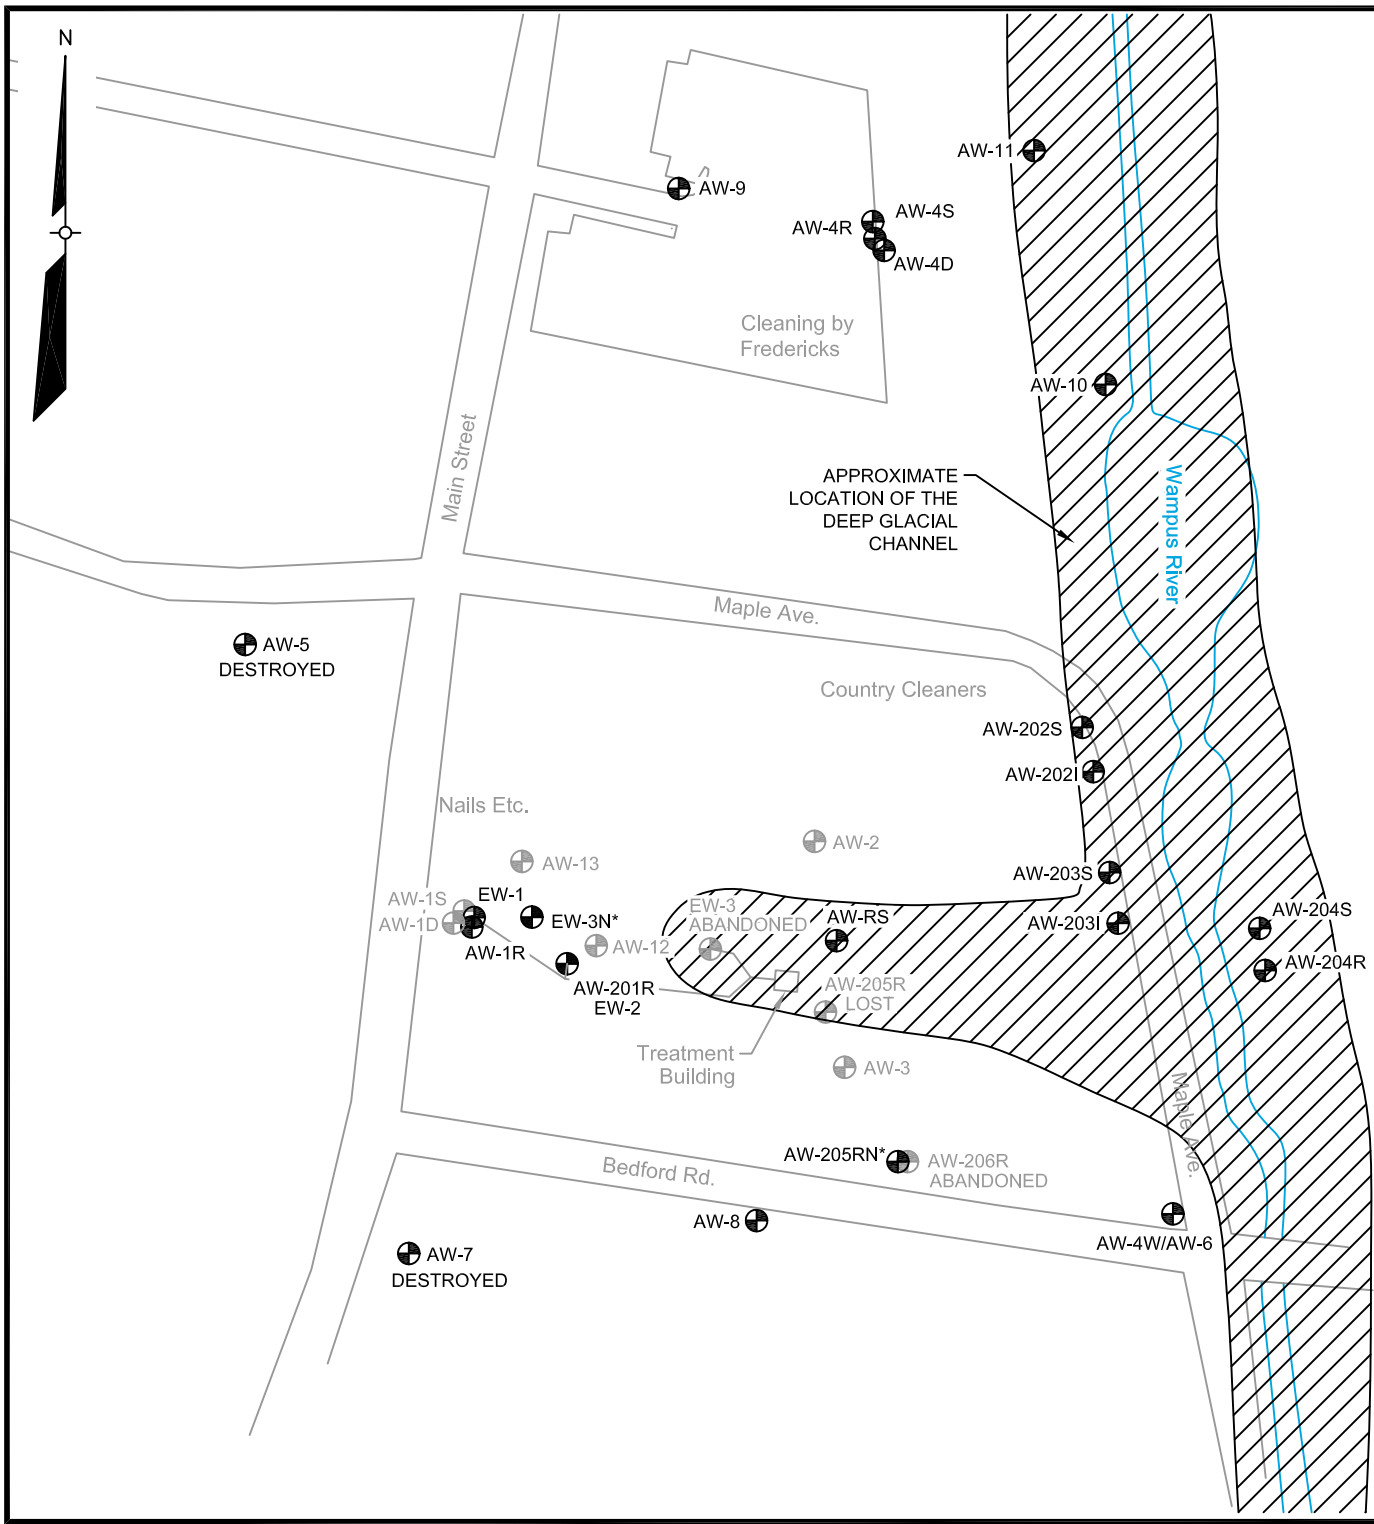 N
AW-11
AW-9
AW-4S
AW-4R
AW-4D
Cleaning by
Fredericks
AW-10
Main Street
APPROXIMATE
LOCATION OF THE
DEEP GLACIAL
CHANNEL
Wampus River
Maple Ave.
AW-5
DESTROYED
Country Cleaners
AW-202S
AW-202I
Nails Etc.
AW-2
AW-13
AW-203S
AW-1S
EW-1
AW-1D
EW-3N*
EW-3
ABANDONED
AW-RS
AW-203I
AW-204S
AW-1R
AW-12
AW-204R
AW-201R
EW-2
AW-205R
LOST
Treatment
Building
AW-3
Maple Ave.
AW-205RN*
AW-206R
ABANDONED
Bedford Rd.
AW-8
AW-4W/AW-6
AW-7
DESTROYED